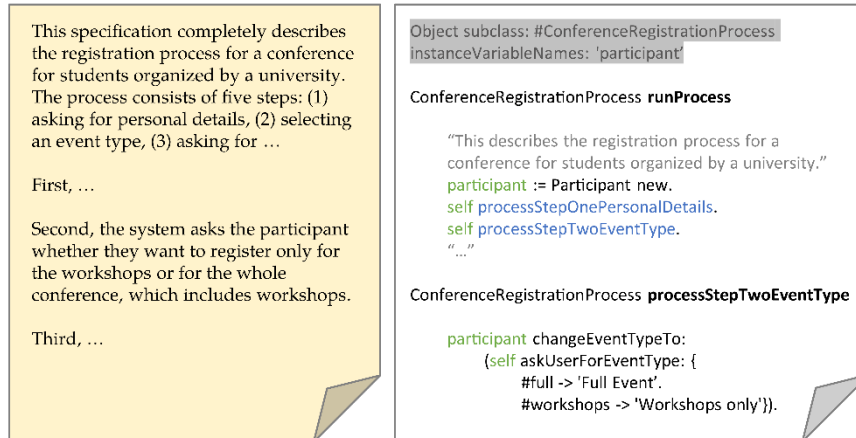 This specification completely describes
the registration process for a conference
for students organized by a university.
The process consists of five steps: (1)
asking for personal details, (2) selecting
an event type, (3) asking for …
First, …
Second, the system asks the participant
whether they want to register only for
the workshops or for the whole
conference, which includes workshops.
Third, …
Object subclass: #ConferenceRegistrationProcess
instanceVariableNames: 'participant’
ConferenceRegistrationProcess runProcess
“This describes the registration process for a
conference for students organized by a university.”
participant := Participant new.
self processStepOnePersonalDetails.
self processStepTwoEventType.
“…”
ConferenceRegistrationProcess processStepTwoEventType
participant changeEventTypeTo:
(self askUserForEventType: {
#full -> 'Full Event’.
#workshops -> 'Workshops only'}).